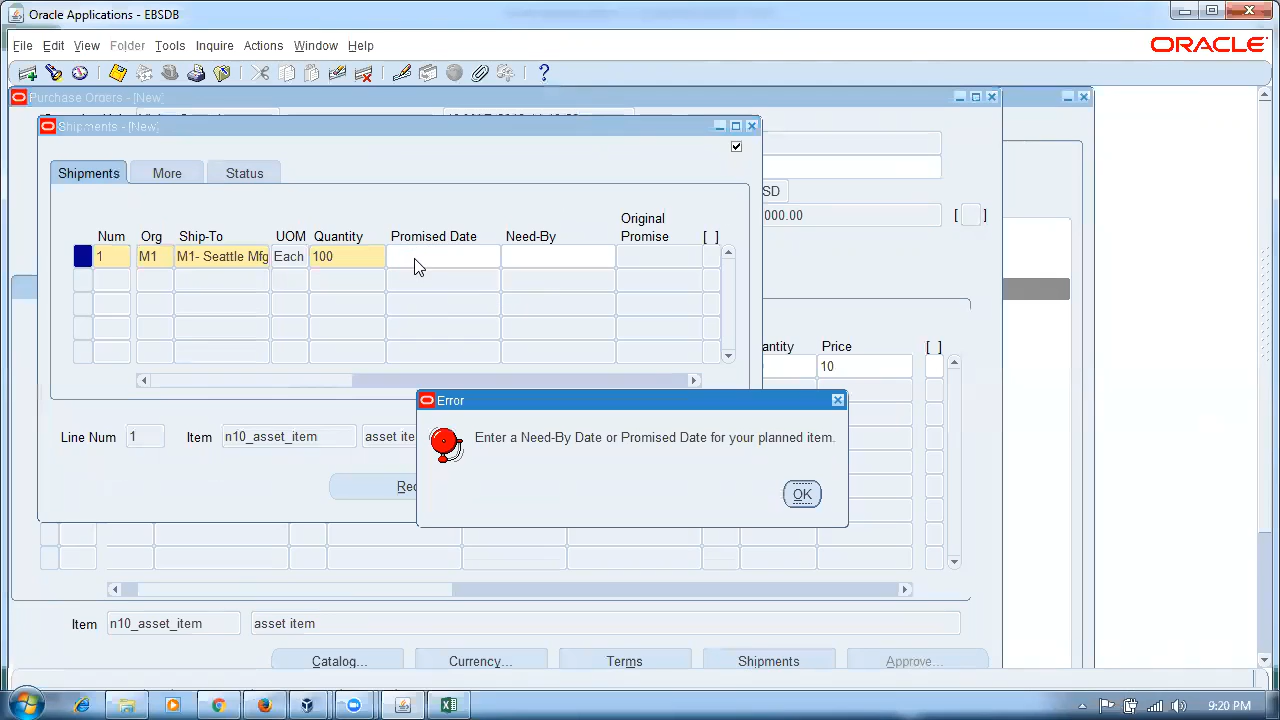 Oracle Applications - EBSDB
File Edit View Folder Tools Inquire Actions Window Help
ORACLE
Purchase Orders - [New]
Shipments - [New]
Shipments More Status
SD
000.00 [ ]
Original
Num Org Ship-To UOM Quantity Promised Date Need-By Promise [ ]
1 M1 M1- Seattle Mfg Each 100
antity Price [ ]
10
Error
Enter a Need-By Date or Promised Date for your planned item.
OK
Line Num 1 Item n10_asset_item asset ite
Rec
Item n10_asset_item asset item
Catalog... Currency... Terms Shipments Approve...
9:20 PM